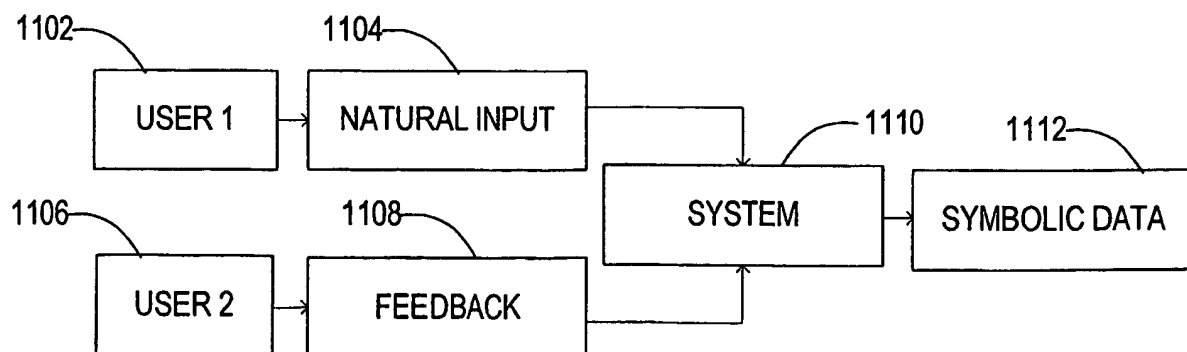 1102
1104
USER 1
NATURAL INPUT
1110
1112
SYSTEM
SYMBOLIC DATA
1106
1108
USER 2
FEEDBACK